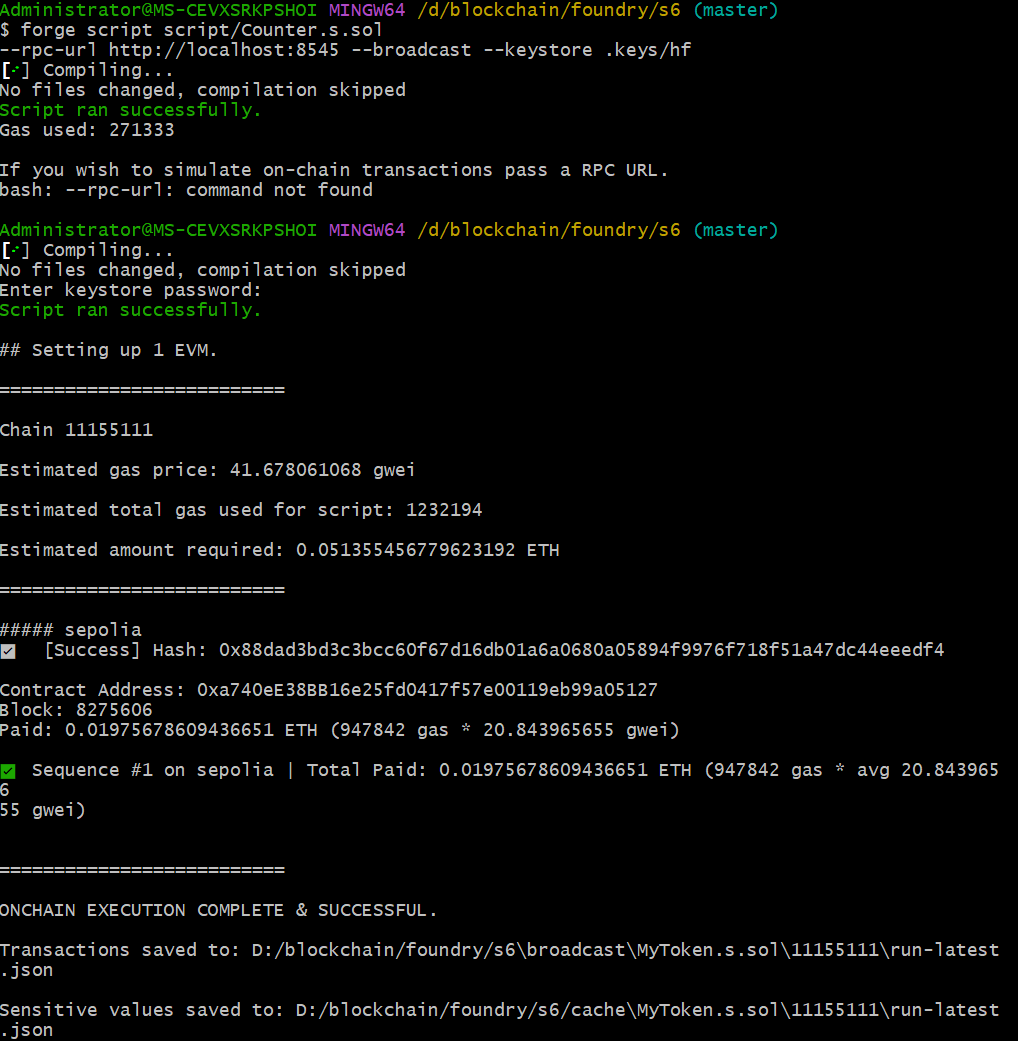 Administrator@MS-CEVXSRKPSHOI MINGW64 /d/blockchain/foundry/s6 (master)
$ forge script script/Counter.s.sol
--rpc-url http://localhost:8545 --broadcast --keystore .keys/hf
[⠊] Compiling...
No files changed, compilation skipped
Script ran successfully.
Gas used: 271333
If you wish to simulate on-chain transactions pass a RPC URL.
bash: --rpc-url: command not found
Administrator@MS-CEVXSRKPSHOI MINGW64 /d/blockchain/foundry/s6 (master)
[⠊] Compiling...
No files changed, compilation skipped
Enter keystore password:
Script ran successfully.
## Setting up 1 EVM.
==========================
Chain 11155111
Estimated gas price: 41.678061068 gwei
Estimated total gas used for script: 1232194
Estimated amount required: 0.051355456779623192 ETH
==========================
##### sepolia
✅  [Success] Hash: 0x88dad3bd3c3bcc60f67d16db01a6a0680a05894f9976f718f51a47dc44eeedf4
Contract Address: 0xa740eE38BB16e25fd0417f57e00119eb99a05127
Block: 8275606
Paid: 0.01975678609436651 ETH (947842 gas * 20.843965655 gwei)
✅ Sequence #1 on sepolia | Total Paid: 0.01975678609436651 ETH (947842 gas * avg 20.843965
6
55 gwei)
==========================
ONCHAIN EXECUTION COMPLETE & SUCCESSFUL.
Transactions saved to: D:/blockchain/foundry/s6\broadcast\MyToken.s.sol\11155111\run-latest
.json
Sensitive values saved to: D:/blockchain/foundry/s6/cache\MyToken.s.sol\11155111\run-latest
.json